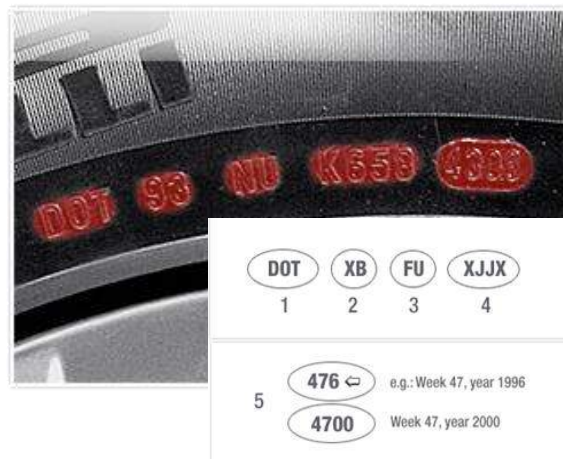 DOT 93 NU K658 4313
DOT XB FU XJJX
1 2 3 4
5
476 ⇦ e.g.: Week 47, year 1996
4700 Week 47, year 2000